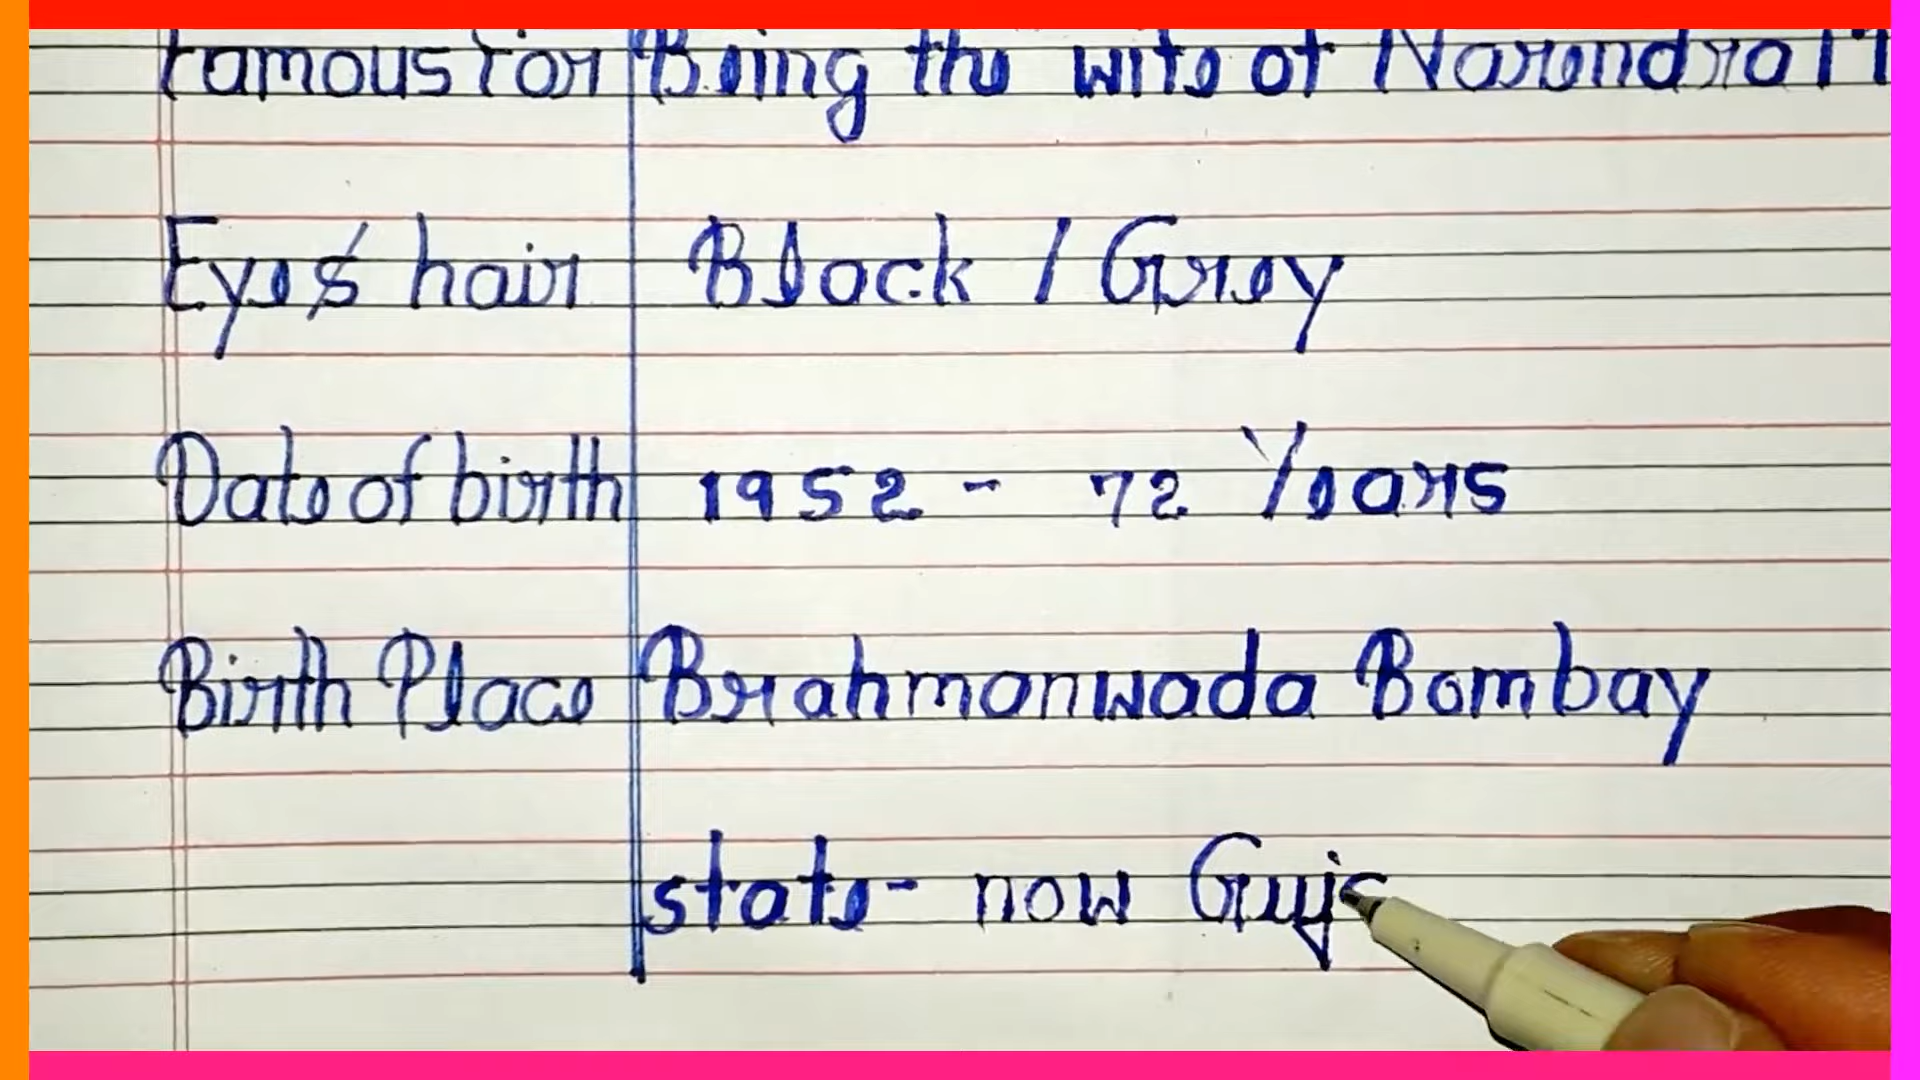 Famous for Being the wife of Narendra M
Eye$ hair Black / Grey
Date of birth 1952 - 72 Years
Birth Place Brahmanwada Bombay
state- now Guj